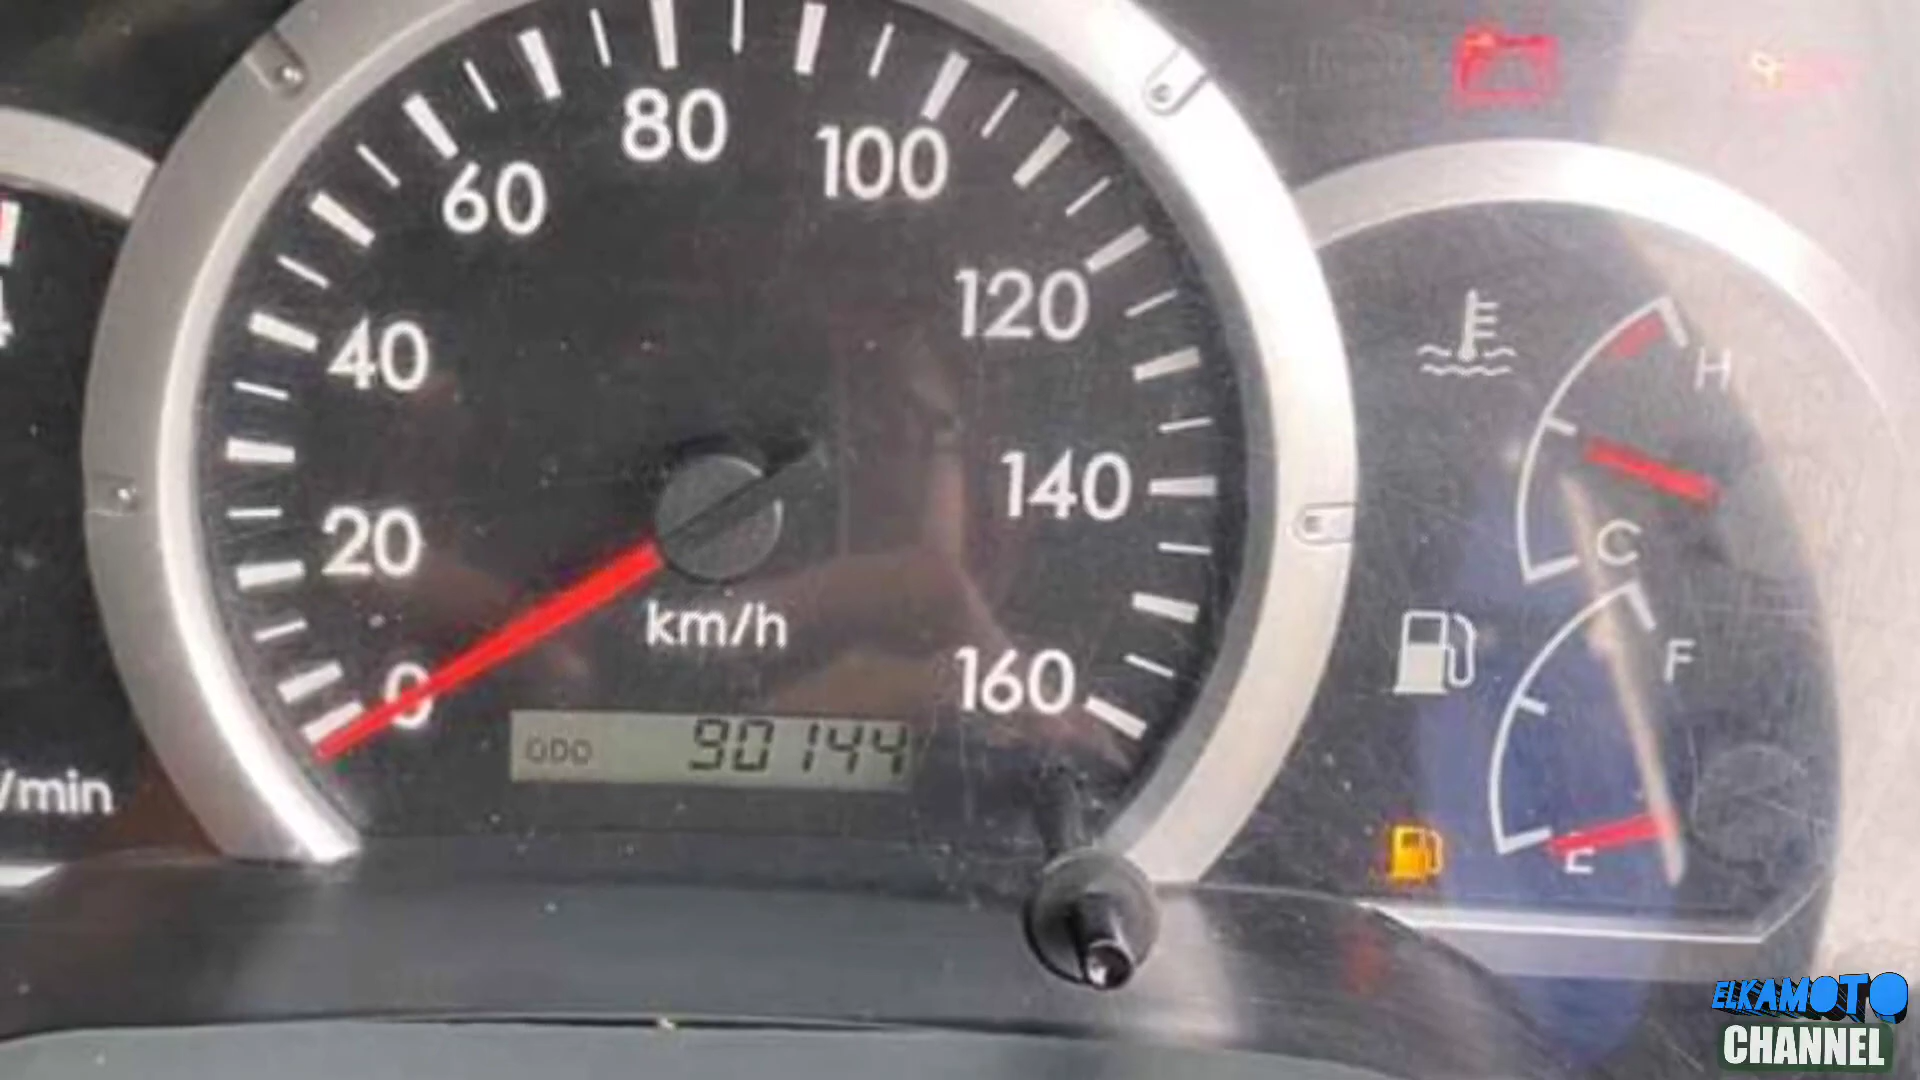 80
60
100
40
120
20
140
0
160
km/h
ODO 90144
/min
H
C
F
E
ELKAMOTO
CHANNEL